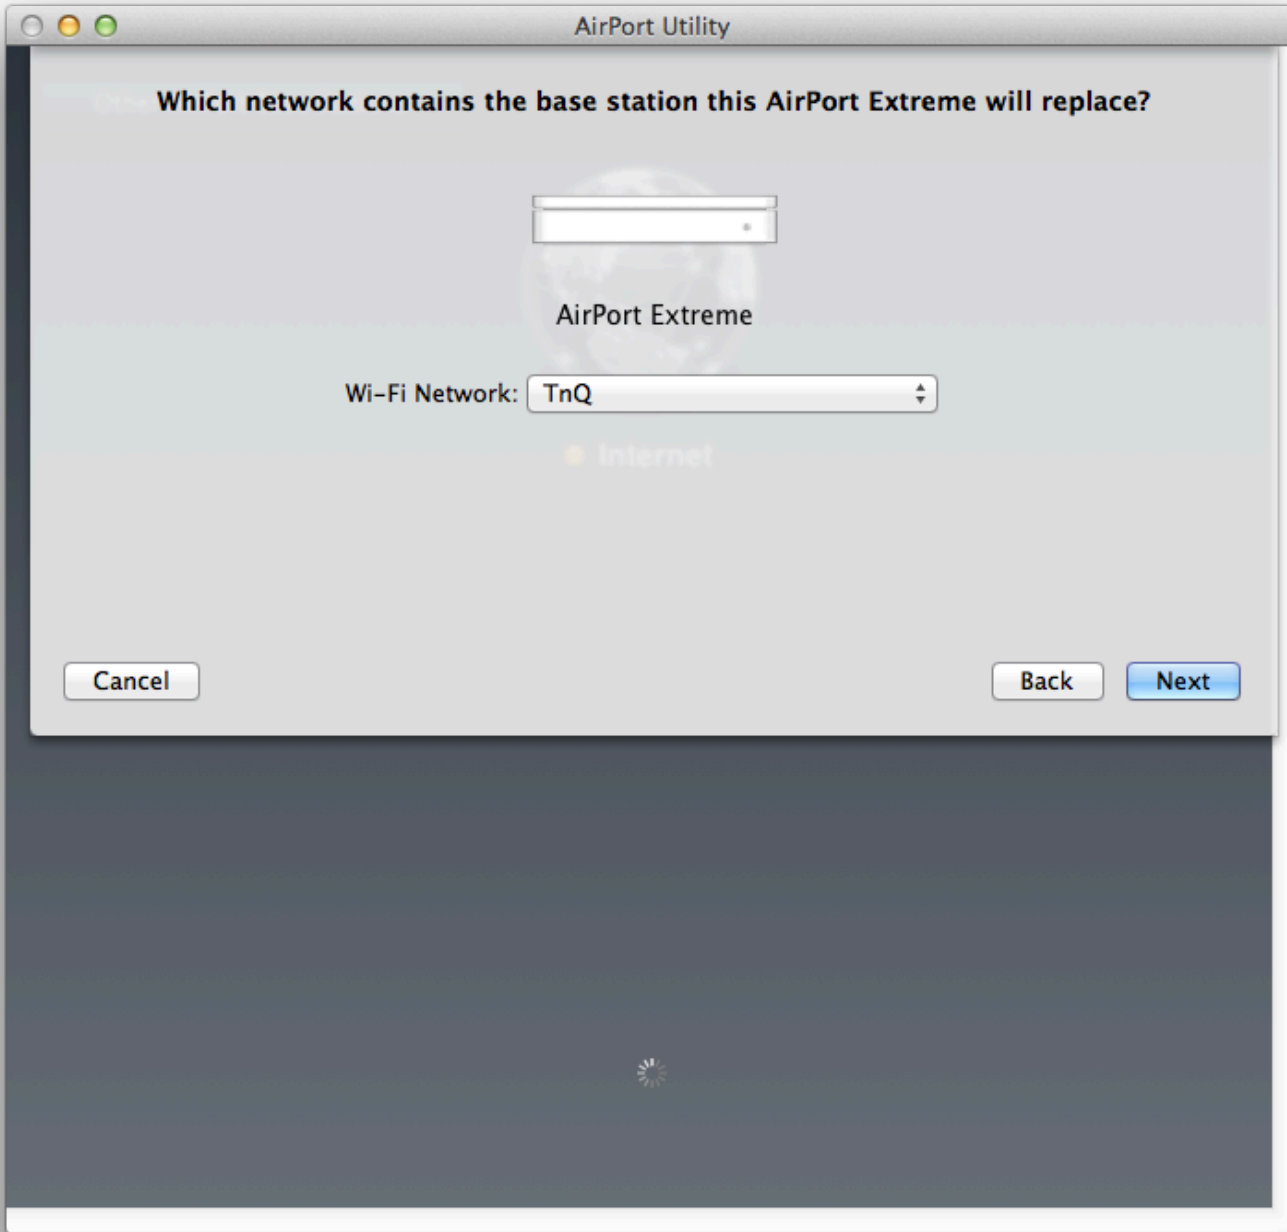 AirPort Utility
Which network contains the base station this AirPort Extreme will replace?
AirPort Extreme
Wi-Fi Network: TnQ
Internet
Cancel Back Next